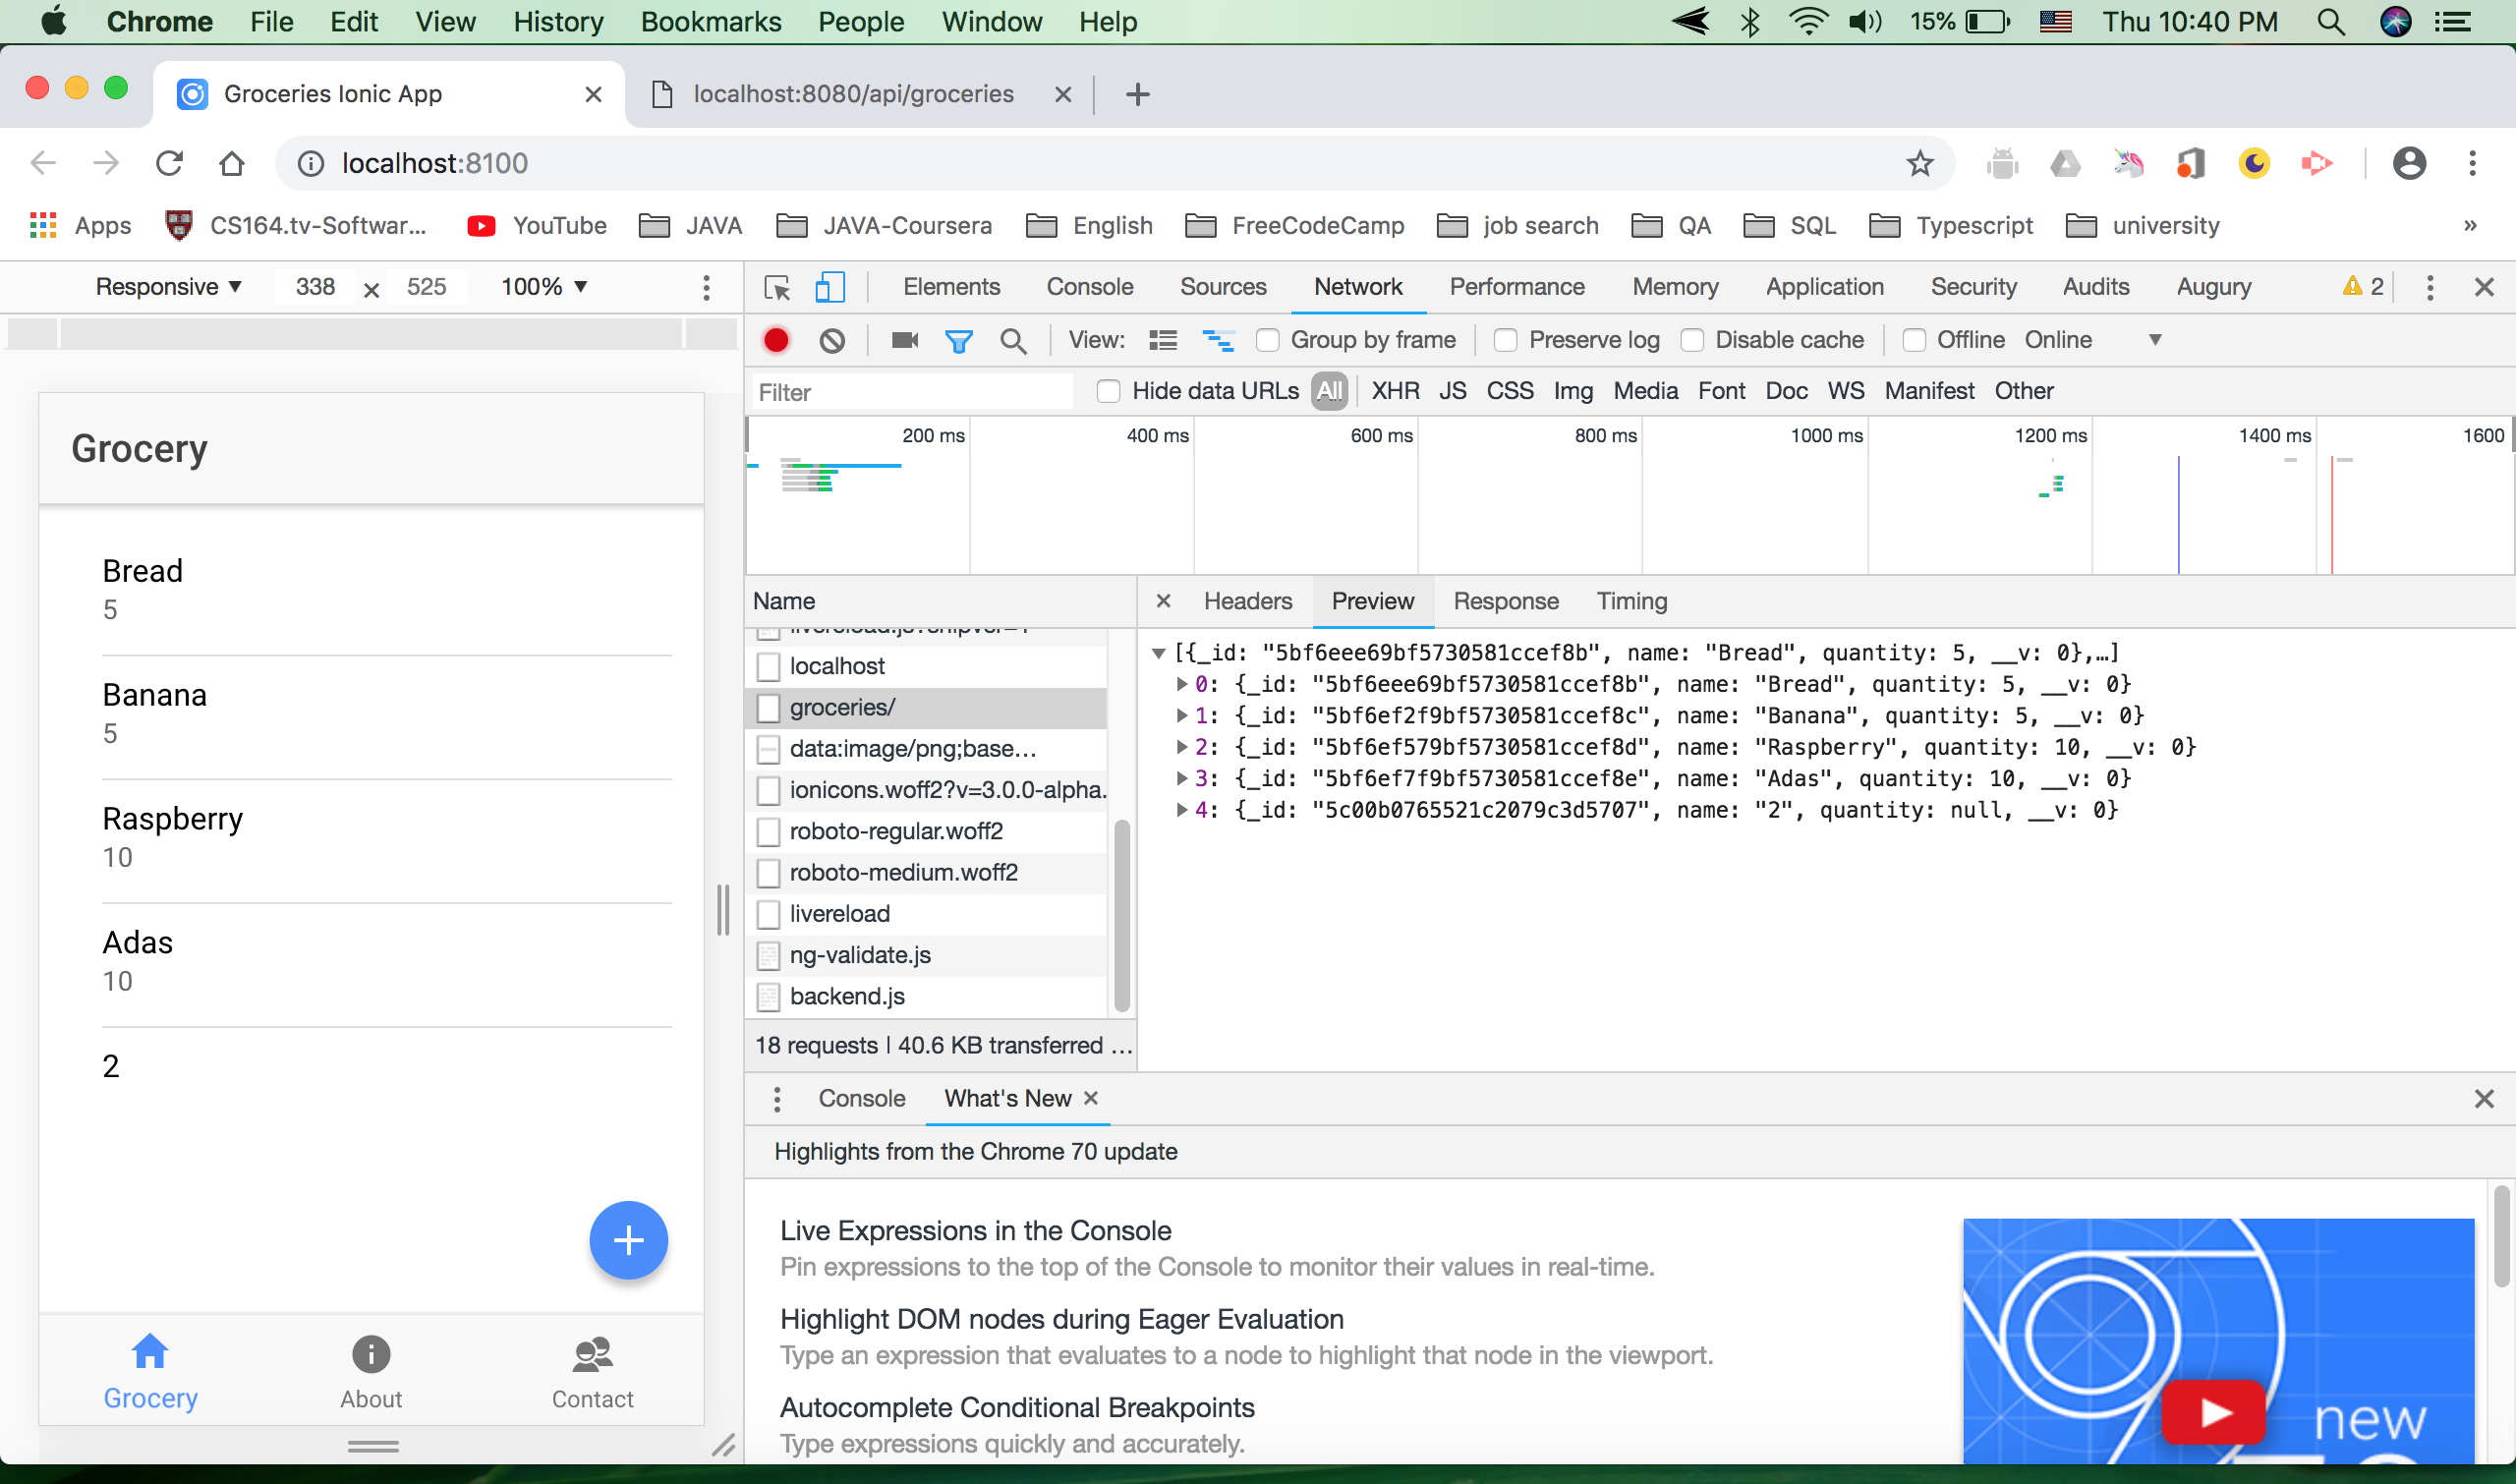 Chrome File Edit View History Bookmarks People Window Help 15% Thu 10:40 PM
Groceries Ionic App localhost:8080/api/groceries
localhost:8100
Apps CS164.tv-Softwar... YouTube JAVA JAVA-Coursera English FreeCodeCamp job search QA SQL Typescript university »
Responsive ▼ 338 × 525 100% ▼
Elements Console Sources Network Performance Memory Application Security Audits Augury 2
View: Group by frame Preserve log Disable cache Offline Online ▼
Filter Hide data URLs All XHR JS CSS Img Media Font Doc WS Manifest Other
200 ms 400 ms 600 ms 800 ms 1000 ms 1200 ms 1400 ms 1600
Grocery
Bread
5
Banana
5
Raspberry
10
Adas
10
2
Grocery About Contact
Name
livereload.js?snipver=1
localhost
groceries/
data:image/png;base…
ionicons.woff2?v=3.0.0-alpha.
roboto-regular.woff2
roboto-medium.woff2
livereload
ng-validate.js
backend.js
18 requests | 40.6 KB transferred …
Headers Preview Response Timing
[{_id: "5bf6eee69bf5730581ccef8b", name: "Bread", quantity: 5, __v: 0},…]
0: {_id: "5bf6eee69bf5730581ccef8b", name: "Bread", quantity: 5, __v: 0}
1: {_id: "5bf6ef2f9bf5730581ccef8c", name: "Banana", quantity: 5, __v: 0}
2: {_id: "5bf6ef579bf5730581ccef8d", name: "Raspberry", quantity: 10, __v: 0}
3: {_id: "5bf6ef7f9bf5730581ccef8e", name: "Adas", quantity: 10, __v: 0}
4: {_id: "5c00b0765521c2079c3d5707", name: "2", quantity: null, __v: 0}
Console What's New
Highlights from the Chrome 70 update
Live Expressions in the Console
Pin expressions to the top of the Console to monitor their values in real-time.
Highlight DOM nodes during Eager Evaluation
Type an expression that evaluates to a node to highlight that node in the viewport.
Autocomplete Conditional Breakpoints
Type expressions quickly and accurately.
new